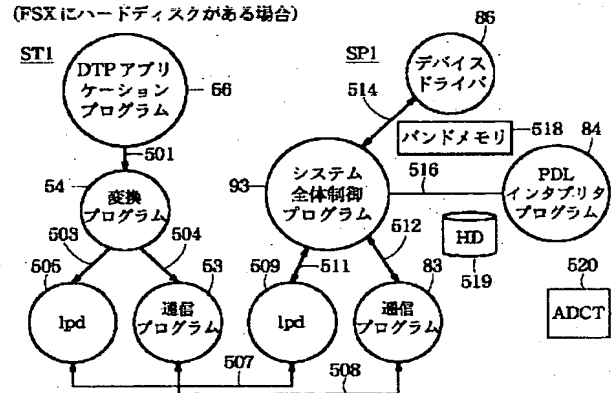 (FSXにハードディスクがある場合)
ST1
DTPアプリ
ケーション
プログラム
56
501
54
変換
プログラム
503
504
505
lpd
53
通信
プログラム
507
508
SP1
86
デバイス
ドライバ
514
バンドメモリ
518
84
93
システム
全体制御
プログラム
516
PDL
インタプリタ
プログラム
512
511
HD
519
509
lpd
83
通信
プログラム
520
ADCT